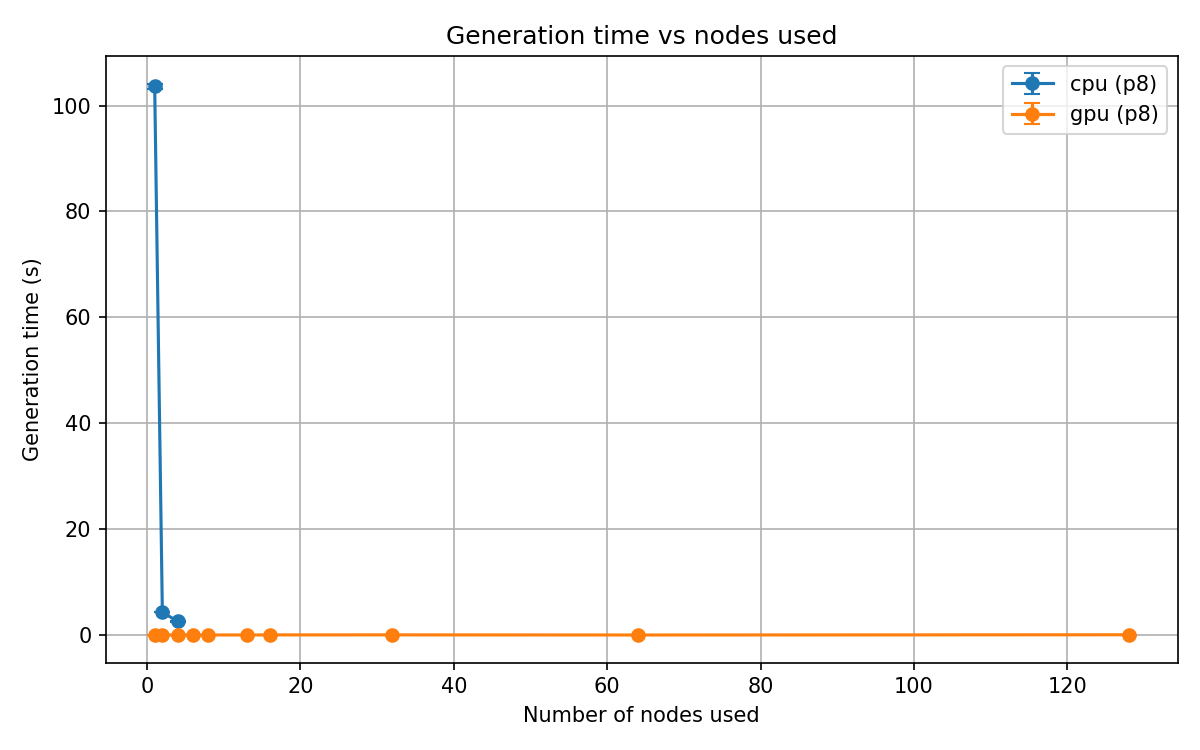 Generation time vs nodes used
cpu (p8)
gpu (p8)
Generation time (s)
100
80
60
40
20
0
0 20 40 60 80 100 120
Number of nodes used